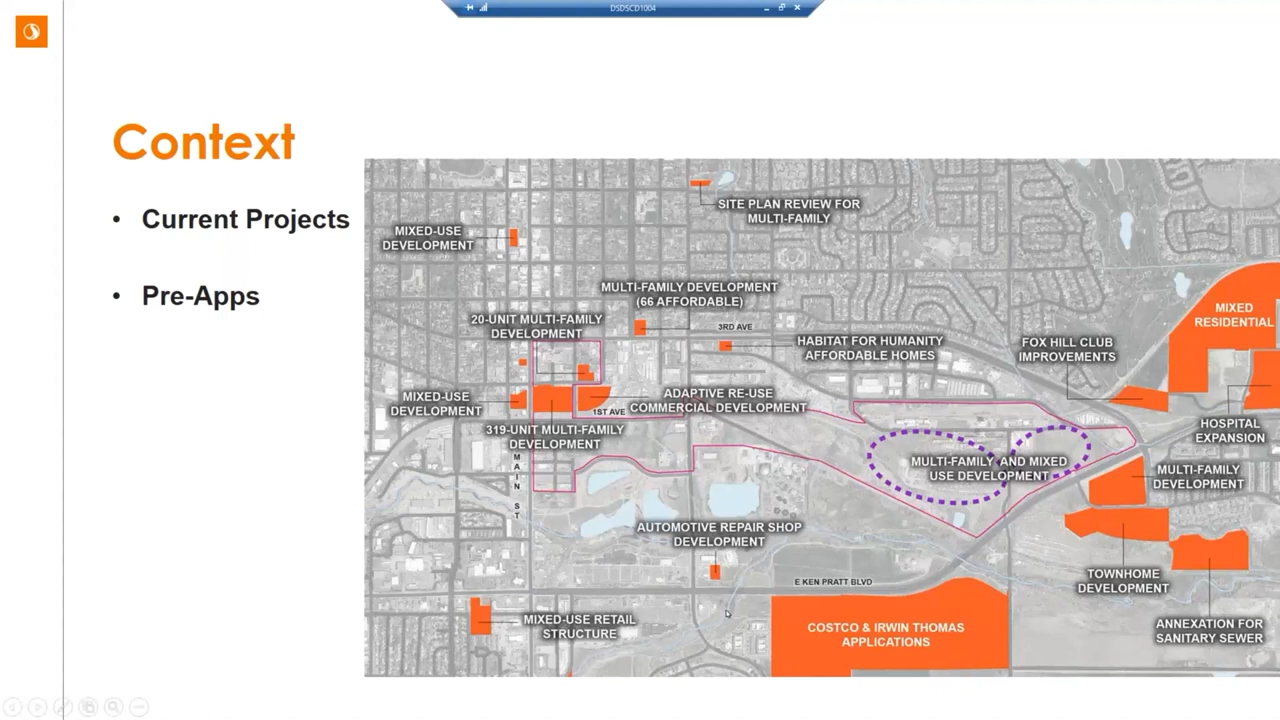 DSDSCD1004
Context
• Current Projects
• Pre-Apps
SITE PLAN REVIEW FOR
MULTI-FAMILY
MIXED-USE
DEVELOPMENT
MULTI-FAMILY DEVELOPMENT
(66 AFFORDABLE)
20-UNIT MULTI-FAMILY
DEVELOPMENT
3RD AVE
HABITAT FOR HUMANITY
AFFORDABLE HOMES
FOX HILL CLUB
IMPROVEMENTS
MIXED
RESIDENTIAL
MIXED-USE
DEVELOPMENT
ADAPTIVE RE-USE
COMMERCIAL DEVELOPMENT
1ST AVE
319-UNIT MULTI-FAMILY
DEVELOPMENT
HOSPITAL
EXPANSION
MAIN ST
MULTI-FAMILY AND MIXED
USE DEVELOPMENT
MULTI-FAMILY
DEVELOPMENT
AUTOMOTIVE REPAIR SHOP
DEVELOPMENT
E KEN PRATT BLVD
TOWNHOME
DEVELOPMENT
MIXED-USE RETAIL
STRUCTURE
COSTCO & IRWIN THOMAS
APPLICATIONS
ANNEXATION FOR
SANITARY SEWER